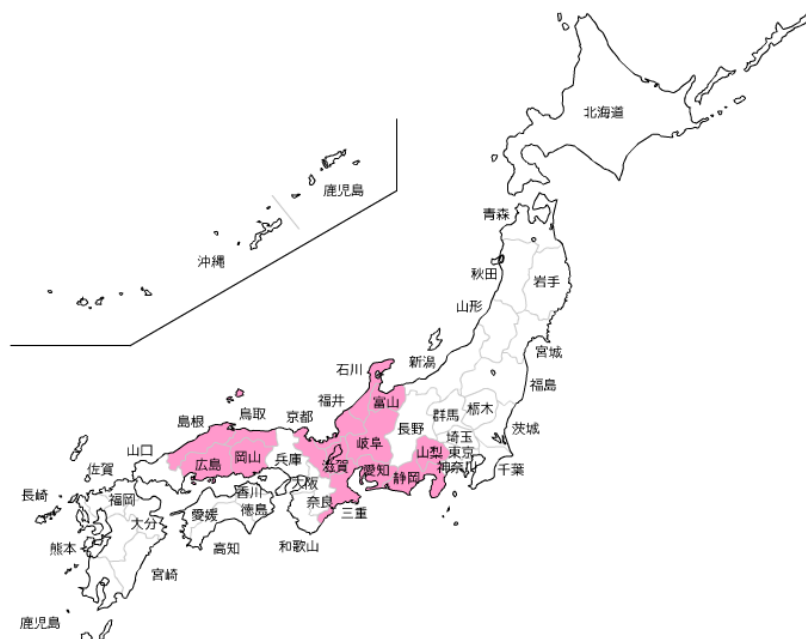 北海道
鹿児島
青森
沖縄
秋田
岩手
山形
宮城
新潟
石川
福島
福井
富山
島根
鳥取
京都
群馬
栃木
長野
茨城
山口
岐阜
埼玉
広島
岡山
兵庫
滋賀
愛知
山梨
東京
佐賀
静岡
神奈川
千葉
長崎
福岡
香川
大阪
奈良
愛媛
徳島
三重
大分
熊本
高知
和歌山
宮崎
鹿児島